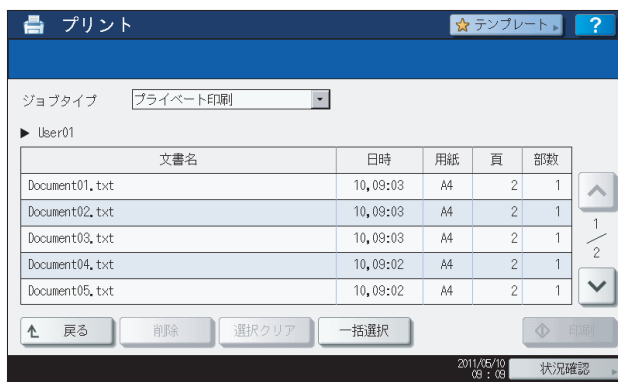 プリント テンプレート ?
ジョブタイプ プライベート印刷
▶ User01
文書名 日時 用紙 頁 部数
Document01.txt 10,09:03 A4 2 1
Document02.txt 10,09:03 A4 2 1
Document03.txt 10,09:03 A4 2 1
Document04.txt 10,09:02 A4 2 1
Document05.txt 10,09:02 A4 2 1
1/2
戻る 削除 選択クリア 一括選択 印刷
2011/05/10
09:09
状況確認